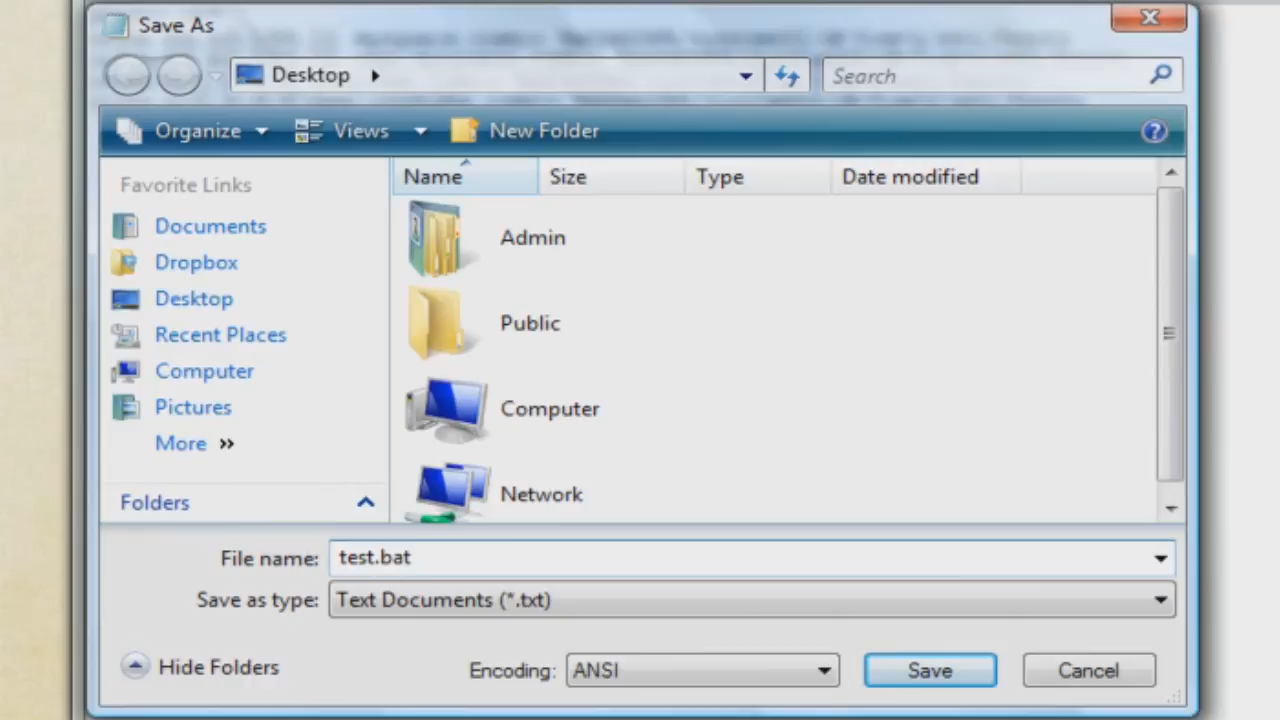 Save As
Desktop
Search
Organize
Views
New Folder
Favorite Links
Documents
Dropbox
Desktop
Recent Places
Computer
Pictures
More »
Folders
Name
Size
Type
Date modified
Admin
Public
Computer
Network
File name: test.bat
Save as type: Text Documents (*.txt)
Hide Folders
Encoding: ANSI
Save
Cancel